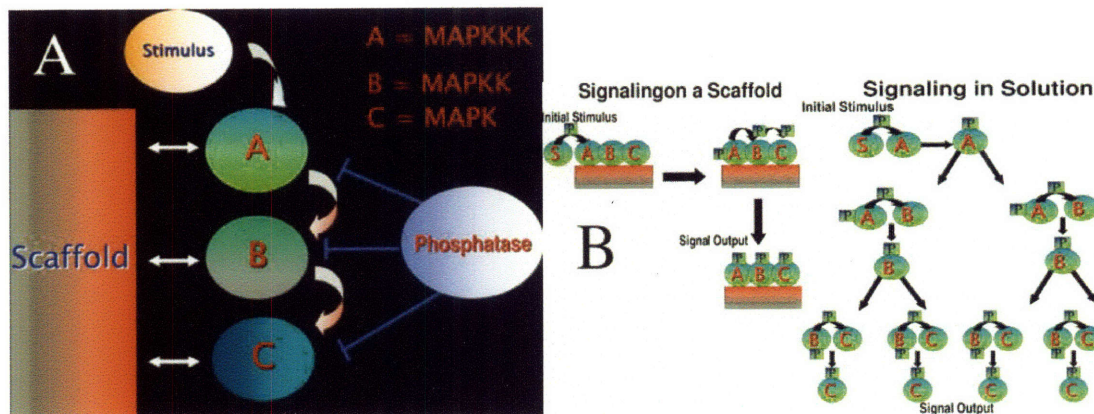 A
Stimulus
A = MAPKKK
B = MAPKK
C = MAPK
A
B
C
Scaffold
Phosphatase
B
Signalingon a Scaffold
Initial Stimulus
P
S A B C
P P P
A B C
Signal Output
P P P
A B C
Signaling in Solution
Initial Stimulus
P P
S A A
P P
P A B P A B
P P
B B
P P P P
B C B C B C B C
P P P P
P P P P
C C C C
Signal Output